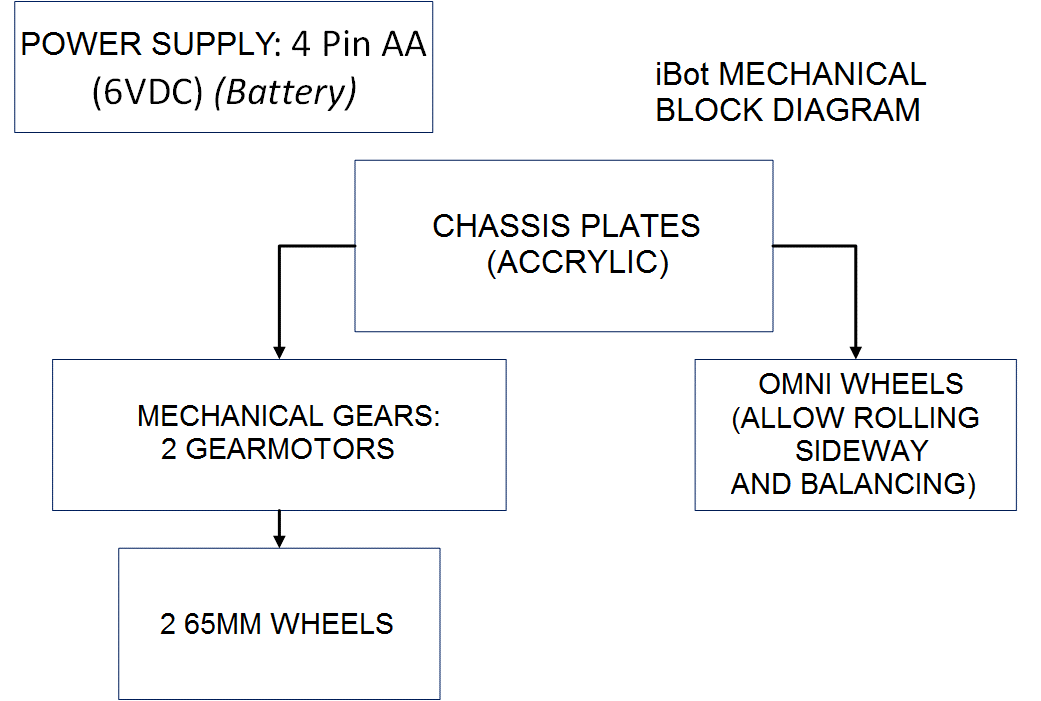 POWER SUPPLY: 4 Pin AA
(6VDC) (Battery)
iBot MECHANICAL
BLOCK DIAGRAM
CHASSIS PLATES
(ACCRYLIC)
MECHANICAL GEARS:
2 GEARMOTORS
OMNI WHEELS
(ALLOW ROLLING
SIDEWAY
AND BALANCING)
2 65MM WHEELS